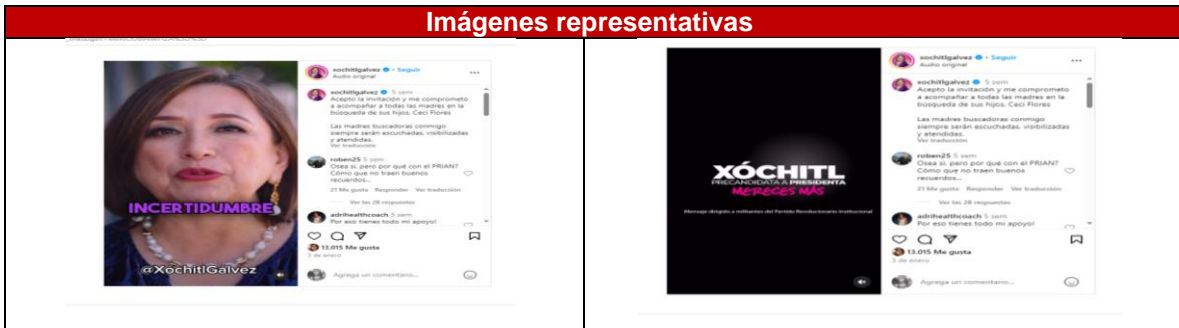 Imágenes representativas
INCERTIDUMBRE
@XochitlGalvez
xochitlgalvez • Seguir
Audio original
xochitlgalvez 5 sem
Acepto la invitación y me comprometo
a acompañar a todas las madres en la
búsqueda de sus hijos. Ceci Flores
Las madres buscadoras conmigo
siempre serán escuchadas, visibilizadas
y atendidas.
Ver traducción
roben25 5 sem
Osea si, pero por qué con el PRIAN?
Cómo que no traen buenos
recuerdos...
21 Me gusta Responder Ver traducción
Ver las 28 respuestas
adrihealthcoach 5 sem
Por eso tienes todo mi apoyo!
13.015 Me gusta
3 de enero
Agrega un comentario...
XÓCHITL
PRECANDIDATA A PRESIDENTA
MERECES MÁS
Mensaje dirigido a militantes del Partido Revolucionario Institucional
xochitlgalvez • Seguir
Audio original
xochitlgalvez 5 sem
Acepto la invitación y me comprometo
a acompañar a todas las madres en la
búsqueda de sus hijos. Ceci Flores
Las madres buscadoras conmigo
siempre serán escuchadas, visibilizadas
y atendidas.
Ver traducción
roben25 5 sem
Osea si, pero por qué con el PRIAN?
Cómo que no traen buenos
recuerdos...
21 Me gusta Responder Ver traducción
Ver las 28 respuestas
adrihealthcoach 5 sem
Por eso tienes todo mi apoyo!
13.015 Me gusta
3 de enero
Agrega un comentario...